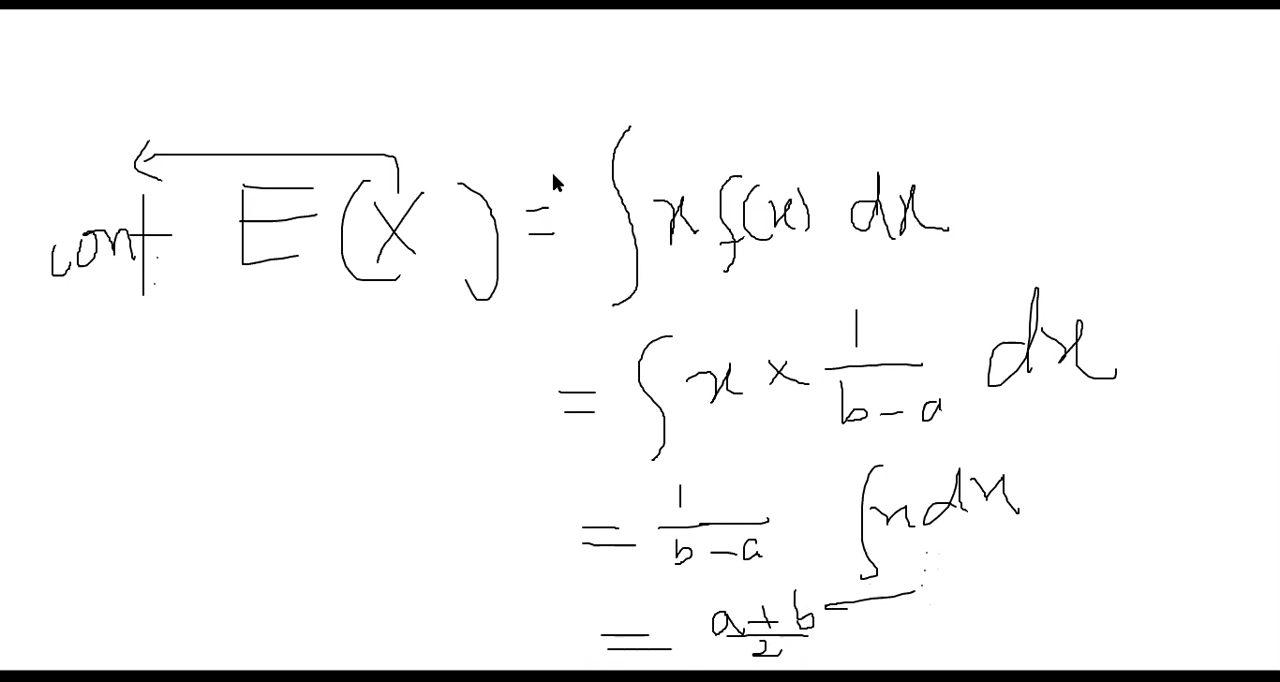 cont E(X) = ∫ x f(x) dx
= ∫ x × 1/(b-a) dx
= 1/(b-a) ∫ x dx
= (a+b)/2